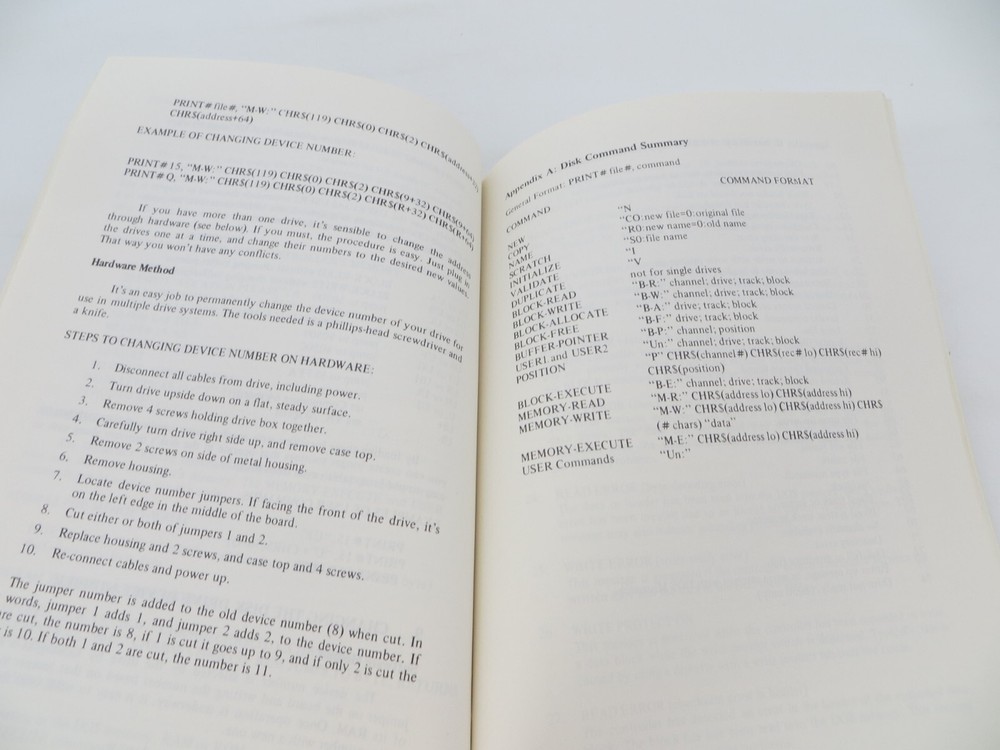 PRINT# file#, "M-W:" CHR$(119) CHR$(0) CHR$(2) CHR$(address+32)
CHR$(address+64)
EXAMPLE OF CHANGING DEVICE NUMBER:
PRINT# 15, "M-W:" CHR$(119) CHR$(0) CHR$(2) CHR$(9+32) CHR$(9+64)
PRINT# Q, "M-W:" CHR$(119) CHR$(0) CHR$(2) CHR$(R+32) CHR$(R+64)
If you have more than one drive, it's sensible to change the address
through hardware (see below). If you must, the procedure is easy. Just plug in
the drives one at a time, and change their numbers to the desired new values.
That way you won't have any conflicts.
Hardware Method
It's an easy job to permanently change the device number of your drive for
use in multiple drive systems. The tools needed is a phillips-head screwdriver and
a knife.
STEPS TO CHANGING DEVICE NUMBER ON HARDWARE:
1. Disconnect all cables from drive, including power.
2. Turn drive upside down on a flat, steady surface.
3. Remove 4 screws holding drive box together.
4. Carefully turn drive right side up, and remove case top.
5. Remove 2 screws on side of metal housing.
6. Remove housing.
7. Locate device number jumpers. If facing the front of the drive, it's
on the left edge in the middle of the board.
8. Cut either or both of jumpers 1 and 2.
9. Replace housing and 2 screws, and case top and 4 screws.
10. Re-connect cables and power up.
The jumper number is added to the old device number (8) when cut. In
words, jumper 1 adds 1, and jumper 2 adds 2, to the device number. If
are cut, the number is 8, if 1 is cut it goes up to 9, and if only 2 is cut the
is 10. If both 1 and 2 are cut, the number is 11.
Appendix A: Disk Command Summary
General Format: PRINT# file#, command
COMMAND COMMAND FORMAT
NEW "N
COPY "CO:new file=0:original file
NAME "R0:new name=0:old name
SCRATCH "S0:file name
INITIALIZE "I
VALIDATE "V
DUPLICATE not for single drives
BLOCK-READ "B-R:" channel; drive; track; block
BLOCK-WRITE "B-W:" channel; drive; track; block
BLOCK-ALLOCATE "B-A:" drive; track; block
BLOCK-FREE "B-F:" drive; track; block
BUFFER-POINTER "B-P:" channel; position
USER1 and USER2 "Un:" channel; drive; track; block
POSITION "P" CHR$(channel#) CHR$(rec# lo) CHR$(rec# hi)
CHR$(position)
BLOCK-EXECUTE "B-E:" channel; drive; track; block
MEMORY-READ "M-R:" CHR$(address lo) CHR$(address hi)
MEMORY-WRITE "M-W:" CHR$(address lo) CHR$(address hi) CHR$
(# chars) "data"
MEMORY-EXECUTE "M-E:" CHR$(address lo) CHR$(address hi)
USER Commands "Un:"